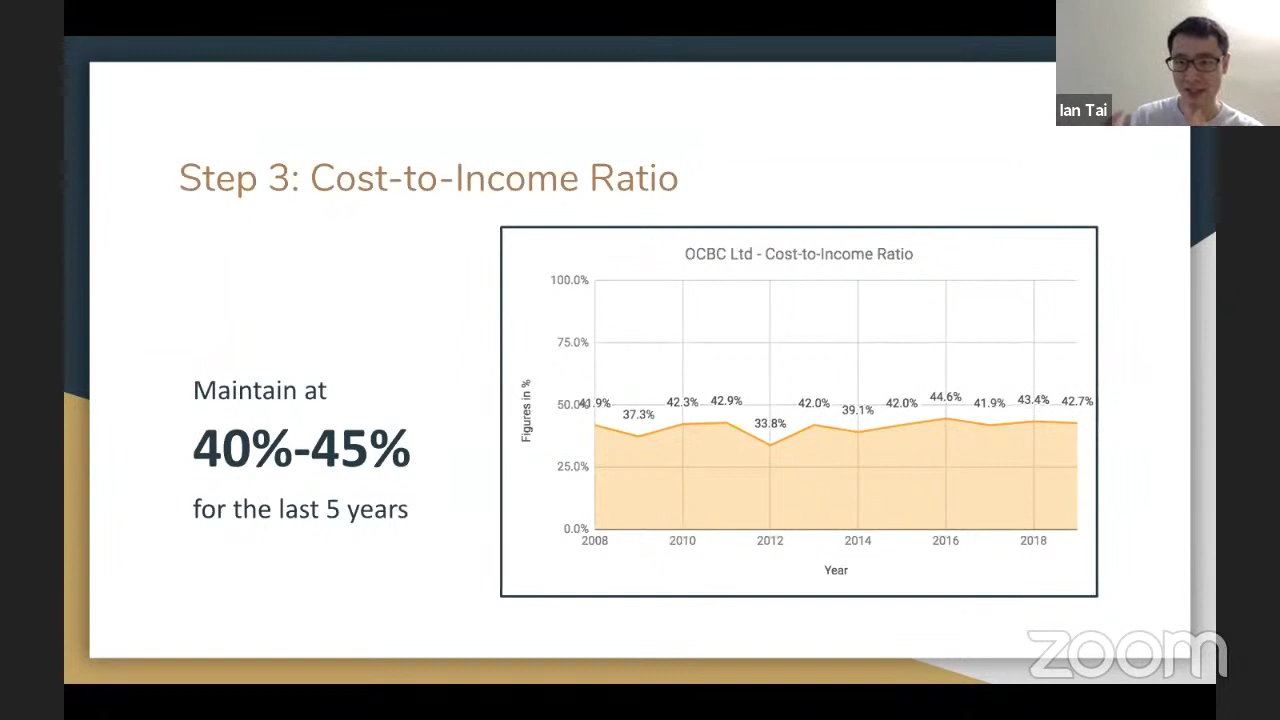 Ian Tai
Step 3: Cost-to-Income Ratio
Maintain at
40%-45%
for the last 5 years
OCBC Ltd - Cost-to-Income Ratio
Figures in %
100.0%
75.0%
50.0%
25.0%
0.0%
41.9% 37.3% 42.3% 42.9% 33.8% 42.0% 39.1% 42.0% 44.6% 41.9% 43.4% 42.7%
2008 2010 2012 2014 2016 2018
Year
zoom